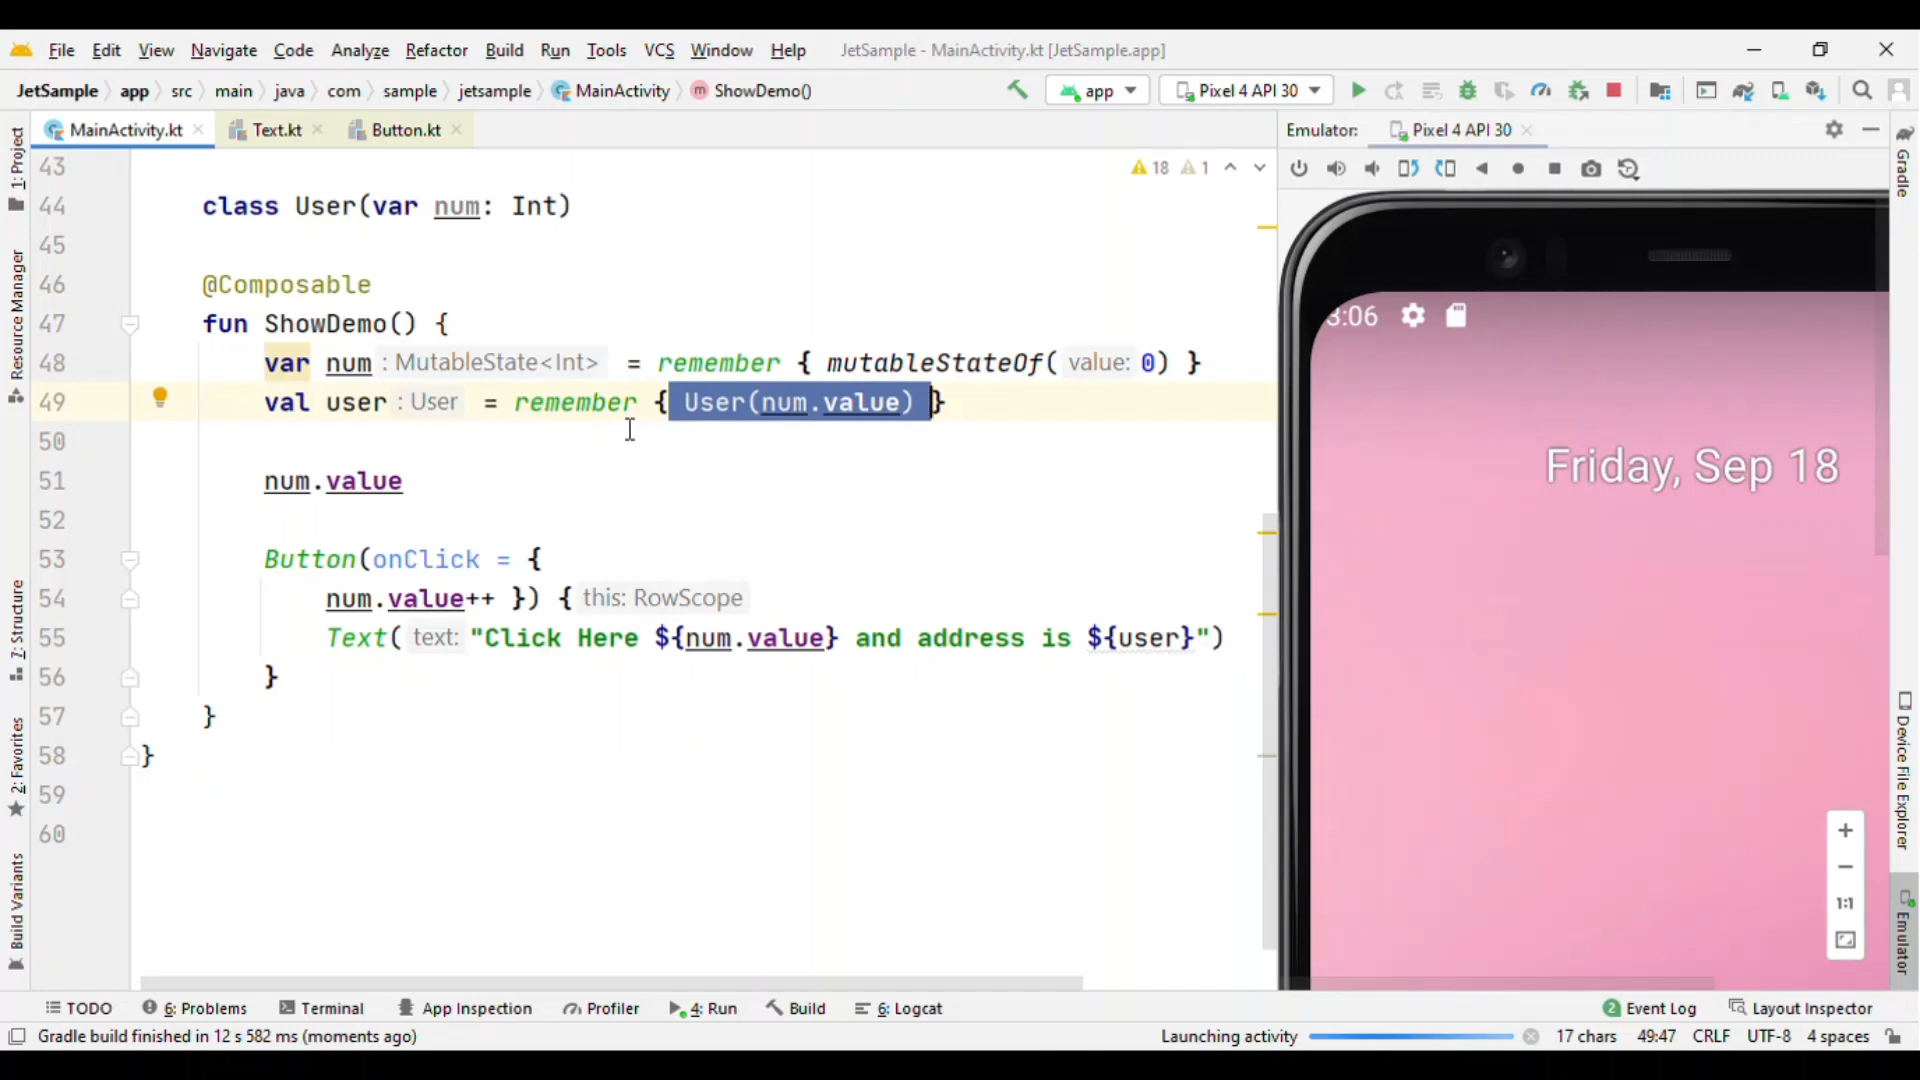 File Edit View Navigate Code Analyze Refactor Build Run Tools VCS Window Help JetSample - MainActivity.kt [JetSample.app]
JetSample app src main java com sample jetsample MainActivity ShowDemo() app Pixel 4 API 30
MainActivity.kt Text.kt Button.kt
Emulator: Pixel 4 API 30
1: Project
Resource Manager
7: Structure
2: Favorites
Build Variants
18 1
43
44 class User(var num: Int)
45
46 @Composable
47 fun ShowDemo() {
48 var num : MutableState<Int> = remember { mutableStateOf( value: 0) }
49 val user : User = remember { User(num.value) }
50
51 num.value
52
53 Button(onClick = {
54 num.value++ }) { this: RowScope
55 Text( text: "Click Here ${num.value} and address is ${user}")
56 }
57 }
58 }
59
60
3:06
Friday, Sep 18
1:1
Gradle
Device File Explorer
Emulator
TODO 6: Problems Terminal App Inspection Profiler 4: Run Build 6: Logcat 2 Event Log Layout Inspector
Gradle build finished in 12 s 582 ms (moments ago) Launching activity 17 chars 49:47 CRLF UTF-8 4 spaces